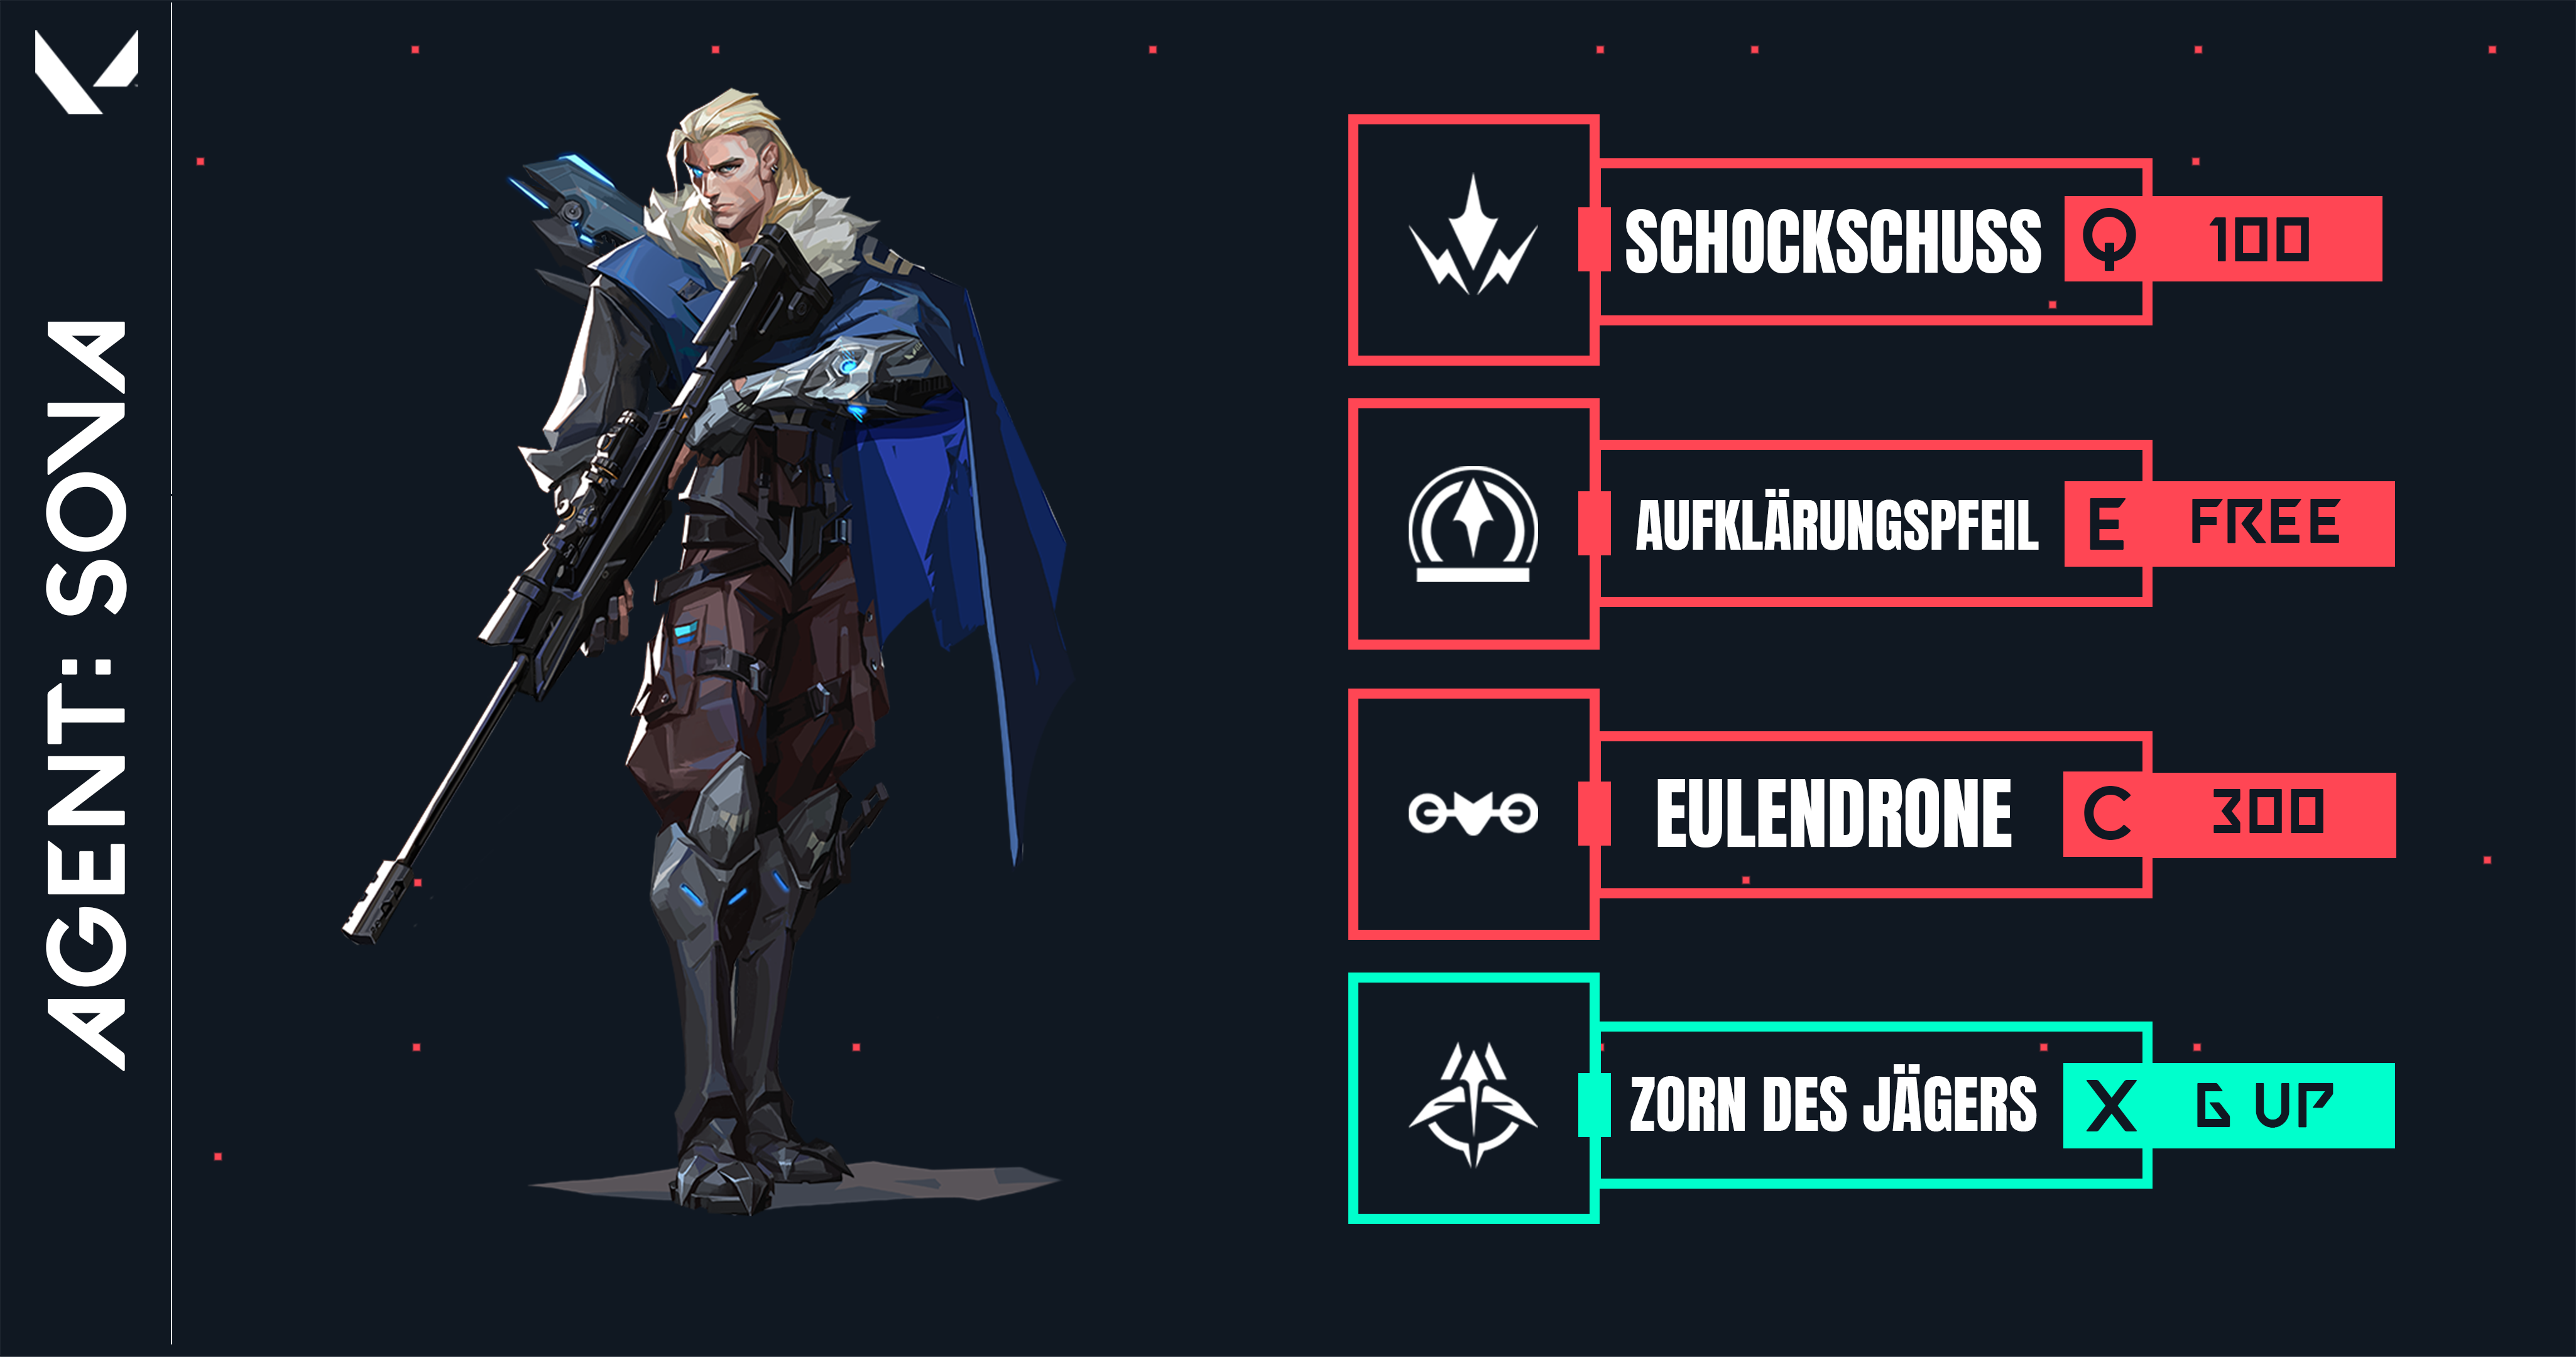 AGENT: SOVA
SCHOCKSCHUSS Q 100
AUFKLÄRUNGSPFEIL E FREE
EULENDRONE C 300
ZORN DES JÄGERS X 6 UP